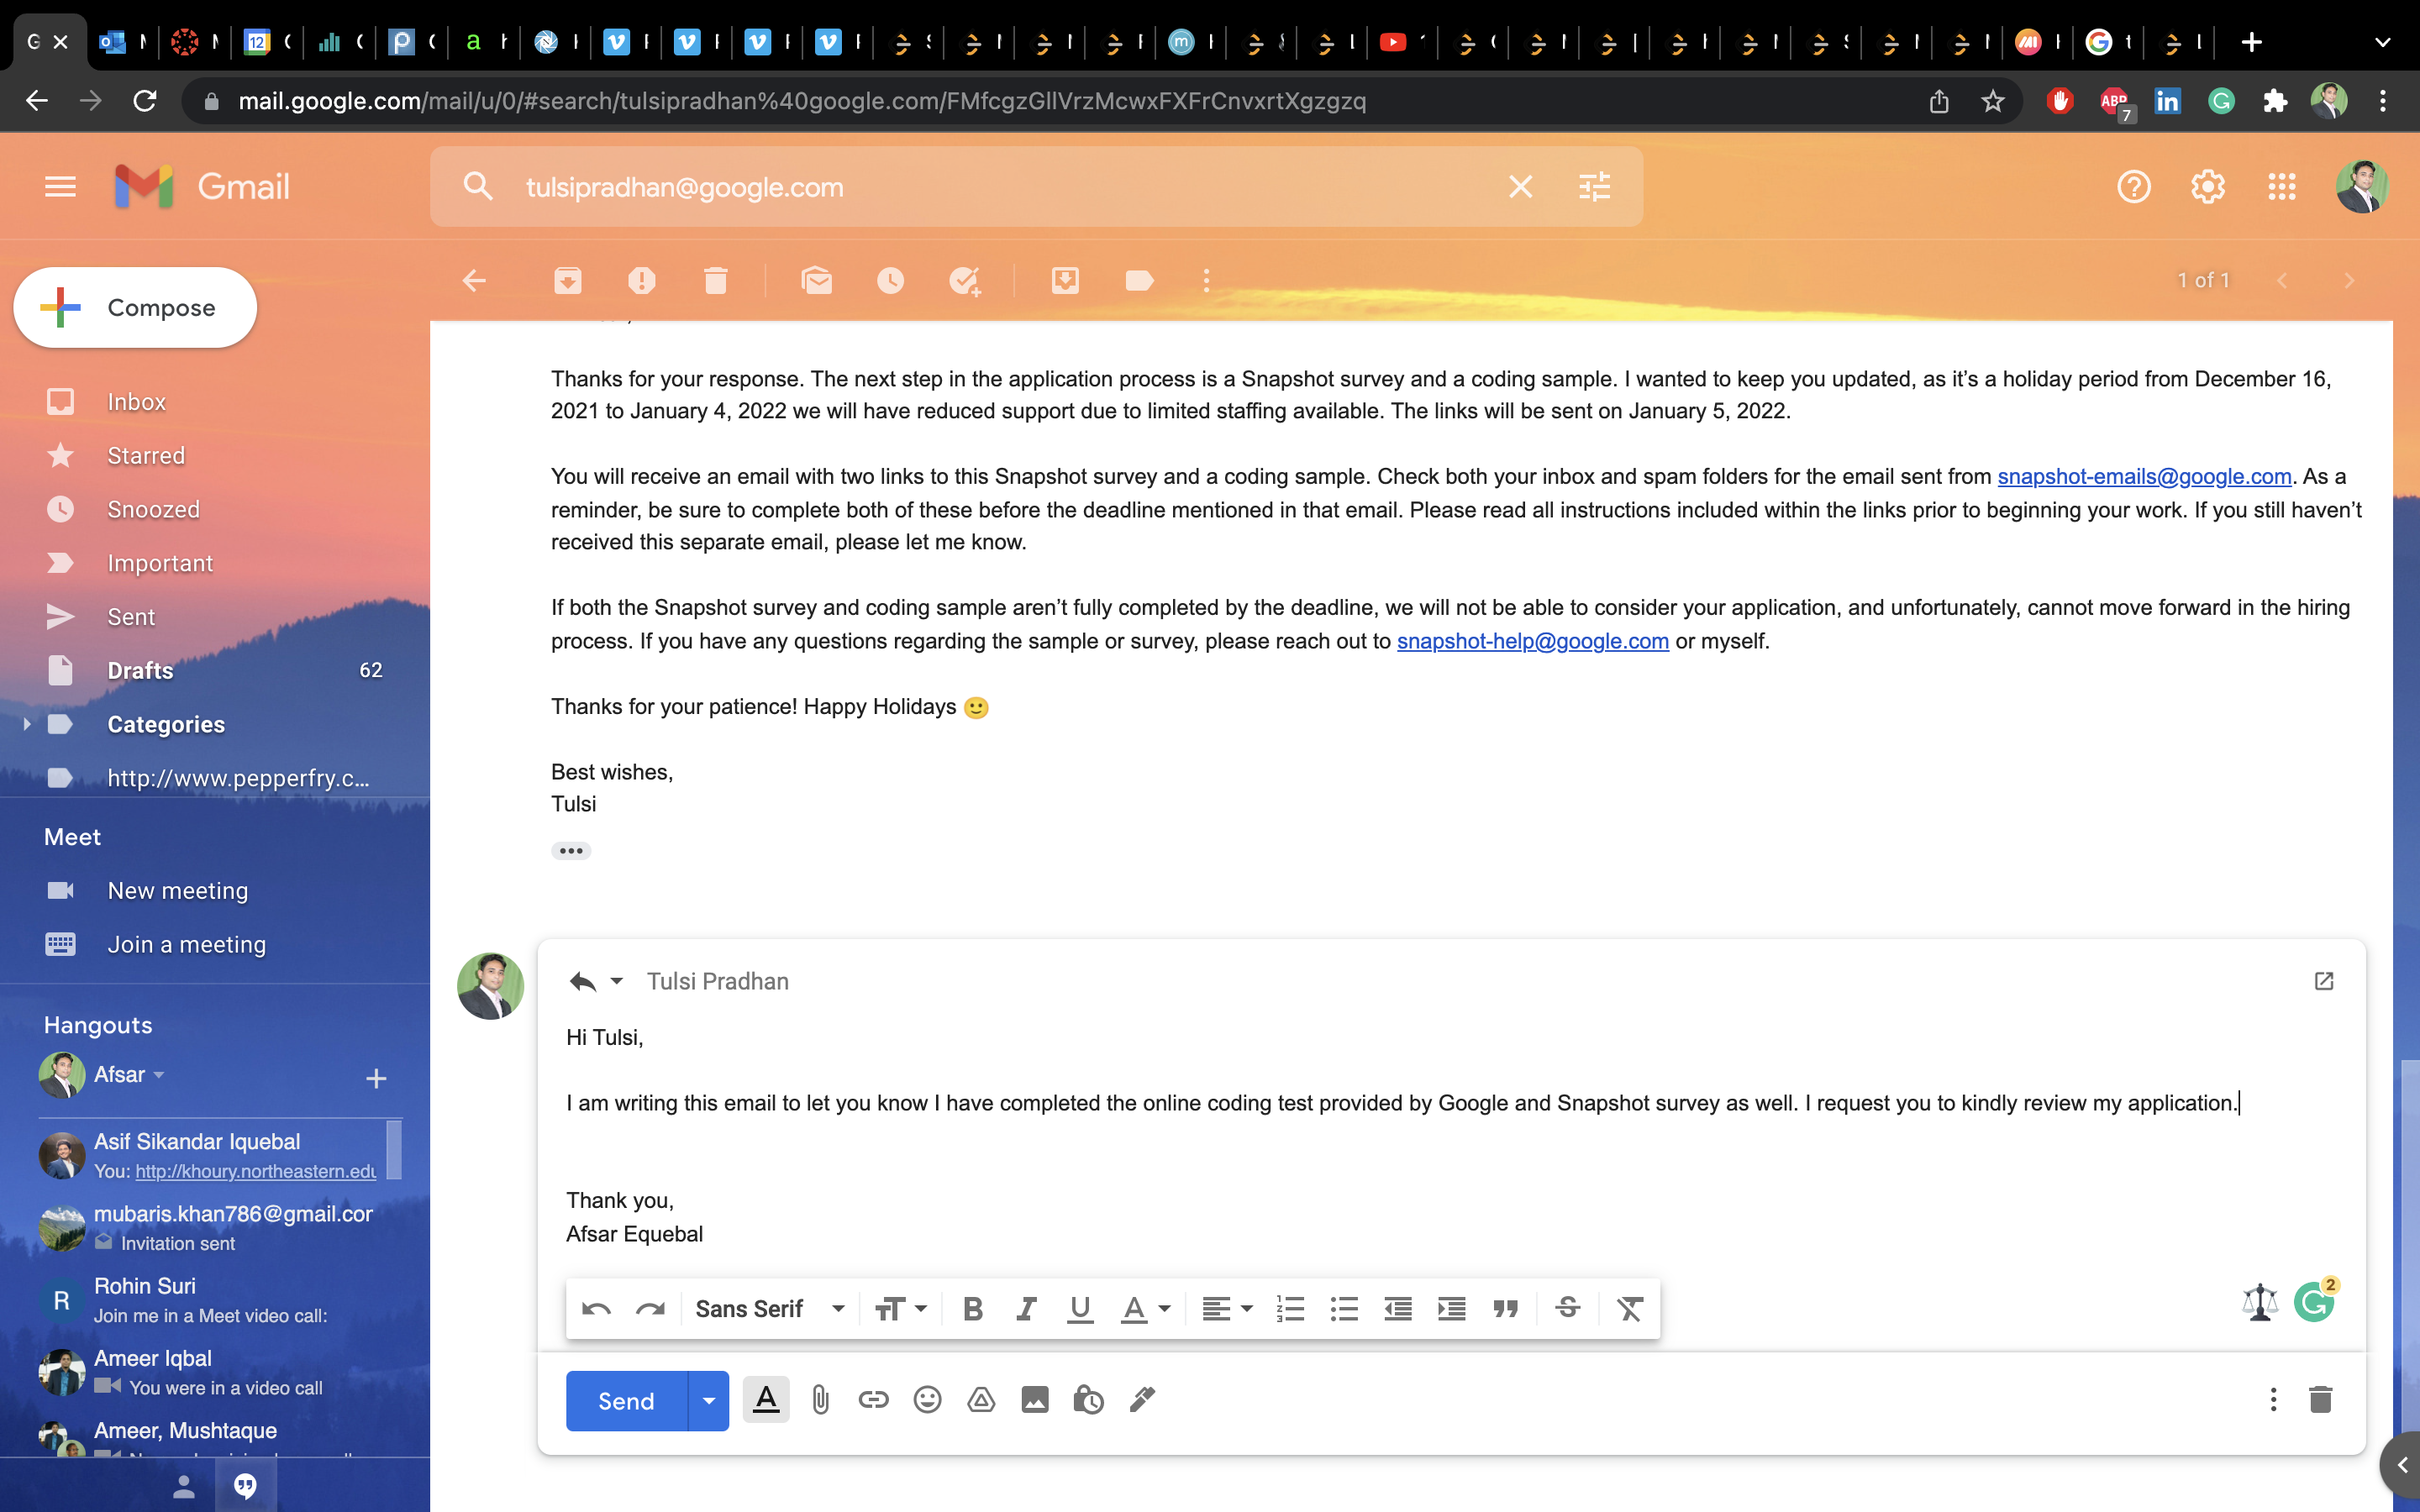 mail.google.com/mail/u/0/#search/tulsipradhan%40google.com/FMfcgzGllVrzMcwxFXFrCnvxrtXgzgzq
ABP
7
Gmail
tulsipradhan@google.com
Compose
1 of 1
Inbox
Starred
Snoozed
Important
Sent
Drafts 62
Categories
http://www.pepperfry.c...
Meet
New meeting
Join a meeting
Hangouts
Afsar
Asif Sikandar Iquebal
You: http://khoury.northeastern.edu
mubaris.khan786@gmail.cor
Invitation sent
R
Rohin Suri
Join me in a Meet video call:
Ameer Iqbal
You were in a video call
Ameer, Mushtaque
Thanks for your response. The next step in the application process is a Snapshot survey and a coding sample. I wanted to keep you updated, as it’s a holiday period from December 16,
2021 to January 4, 2022 we will have reduced support due to limited staffing available. The links will be sent on January 5, 2022.
You will receive an email with two links to this Snapshot survey and a coding sample. Check both your inbox and spam folders for the email sent from snapshot-emails@google.com. As a
reminder, be sure to complete both of these before the deadline mentioned in that email. Please read all instructions included within the links prior to beginning your work. If you still haven’t
received this separate email, please let me know.
If both the Snapshot survey and coding sample aren’t fully completed by the deadline, we will not be able to consider your application, and unfortunately, cannot move forward in the hiring
process. If you have any questions regarding the sample or survey, please reach out to snapshot-help@google.com or myself.
Thanks for your patience! Happy Holidays 🙂
Best wishes,
Tulsi
Tulsi Pradhan
Hi Tulsi,
I am writing this email to let you know I have completed the online coding test provided by Google and Snapshot survey as well. I request you to kindly review my application.
Thank you,
Afsar Equebal
Sans Serif
2
Send